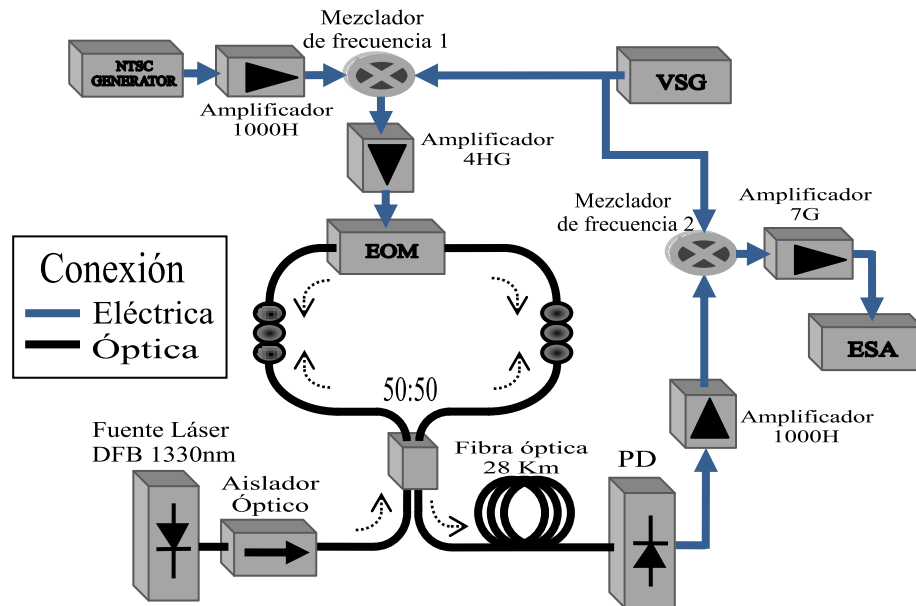 Mezclador
de frecuencia 1
NTSC
GENERATOR
VSG
Amplificador
1000H
Amplificador
4HG
Mezclador
de frecuencia 2
Amplificador
7G
EOM
Conexión
Eléctrica
Óptica
ESA
50:50
Amplificador
1000H
Fuente Láser
DFB 1330nm
Aislador
Óptico
Fibra óptica
28 Km
PD